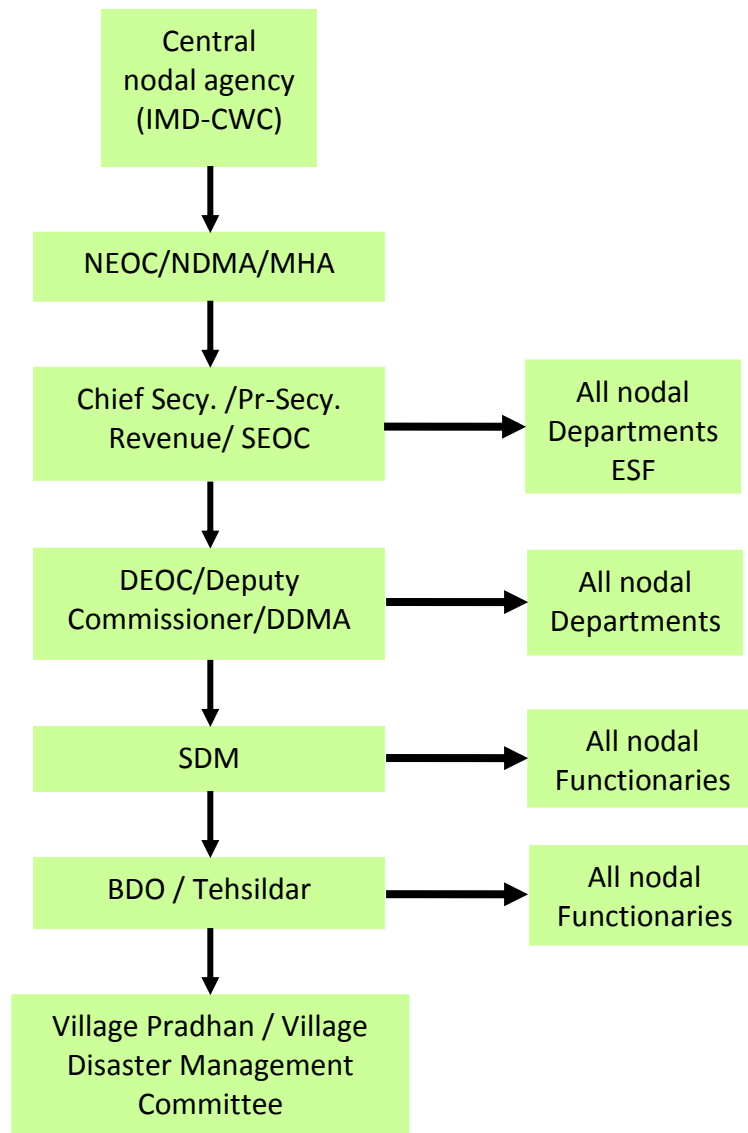 Central
nodal agency
(IMD-CWC)
NEOC/NDMA/MHA
Chief Secy. /Pr-Secy.
Revenue/ SEOC
All nodal
Departments
ESF
DEOC/Deputy
Commissioner/DDMA
All nodal
Departments
SDM
All nodal
Functionaries
BDO / Tehsildar
All nodal
Functionaries
Village Pradhan / Village
Disaster Management
Committee